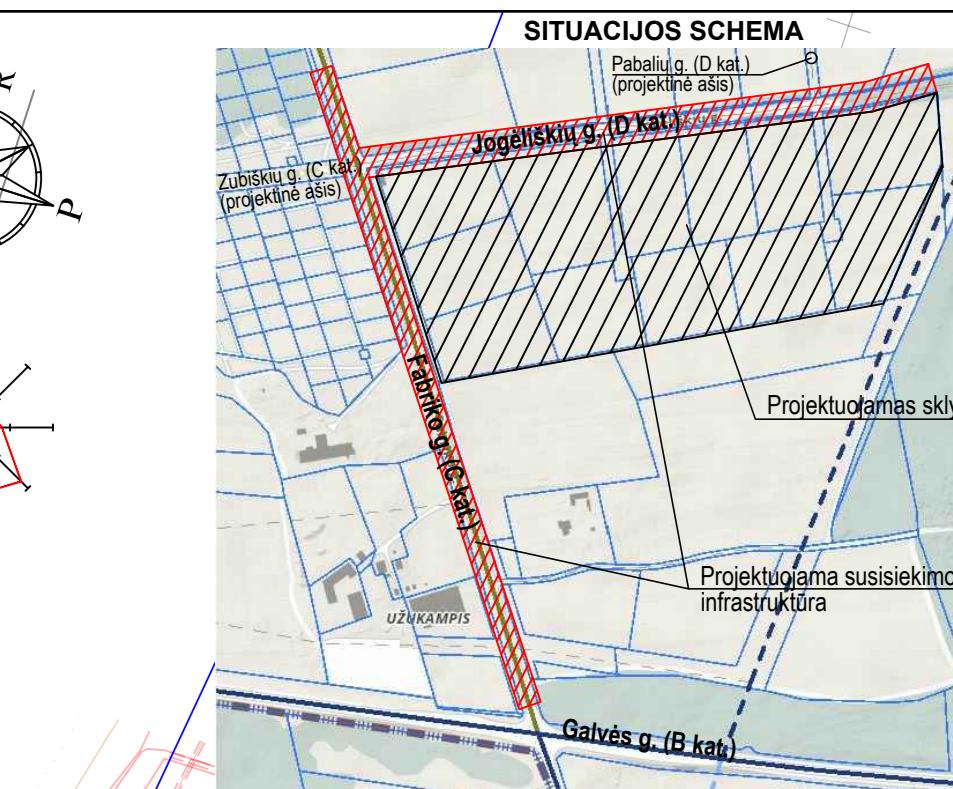 SITUACIJOS SCHEMA
Pabalių g. (D kat.)
(projektinė ašis)
Jogėliškių g. (D kat.)
Zubiškių g. (C kat.)
(projektinė ašis)
Fabriko g. (C kat.)
Projektuojamas skly
Projektuojama susisiekimo
infrastruktūra
UŽUKAMPIS
Galvės g. (B kat.)
R
P